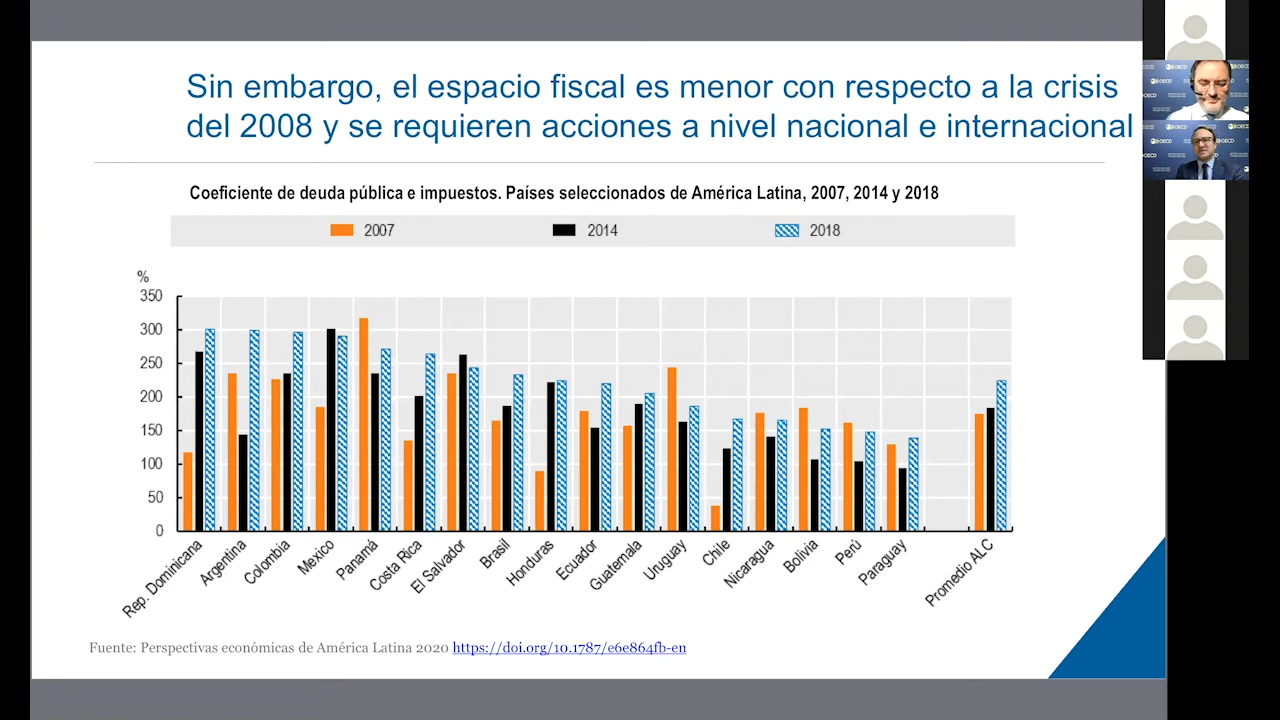 Sin embargo, el espacio fiscal es menor con respecto a la crisis
del 2008 y se requieren acciones a nivel nacional e internacional
Coeficiente de deuda pública e impuestos. Países seleccionados de América Latina, 2007, 2014 y 2018
2007 2014 2018
%
350
300
250
200
150
100
50
0
Rep. Dominicana
Argentina
Colombia
Mexico
Panamá
Costa Rica
El Salvador
Brasil
Honduras
Ecuador
Guatemala
Uruguay
Chile
Nicaragua
Bolivia
Perú
Paraguay
Promedio ALC
Fuente: Perspectivas económicas de América Latina 2020 https://doi.org/10.1787/e6e864fb-en
OECD
OECD
OECD